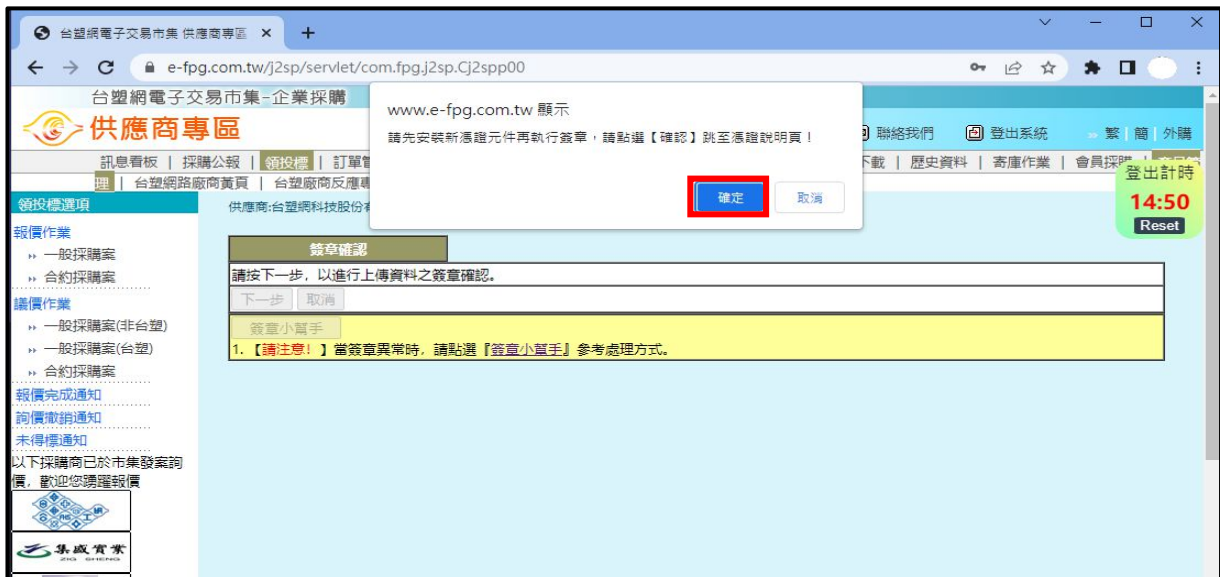 台塑網電子交易市集 供應商專區
e-fpg.com.tw/j2sp/servlet/com.fpg.j2sp.Cj2spp00
台塑網電子交易市集-企業採購
供應商專區
www.e-fpg.com.tw 顯示
請先安裝新憑證元件再執行簽章，請點選【確認】跳至憑證說明頁！
確定
取消
聯絡我們
登出系統
» 繁 | 簡 | 外購
訊息看板 | 採購公報 | 領投標 | 訂單管
下載 | 歷史資料 | 寄庫作業 | 會員採購 |
理 | 台塑網路廠商黃頁 | 台塑廠商反應專
登出計時
14:50
Reset
領投標選項
供應商:台塑網科技股份有
報價作業
» 一般採購案
» 合約採購案
議價作業
» 一般採購案(非台塑)
» 一般採購案(台塑)
» 合約採購案
報價完成通知
詢價撤銷通知
未得標通知
以下採購商已於市集發案詢
價，歡迎您踴躍報價
集盛實業
ZIG SHENG
簽章確認
請按下一步，以進行上傳資料之簽章確認。
下一步
取消
簽章小幫手
1. 【請注意! 】當簽章異常時，請點選『簽章小幫手』參考處理方式。